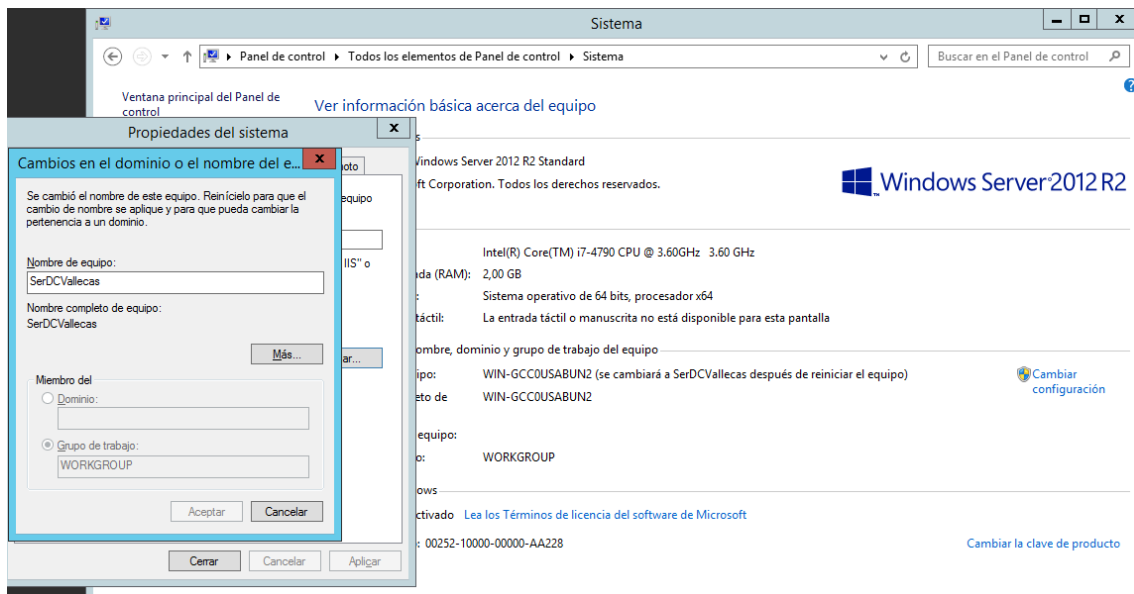 Sistema
Panel de control ▸ Todos los elementos de Panel de control ▸ Sistema
Buscar en el Panel de control
Ventana principal del Panel de
control
Ver información básica acerca del equipo
Propiedades del sistema
Cambios en el dominio o el nombre del e...
Se cambió el nombre de este equipo. Reinícielo para que el
cambio de nombre se aplique y para que pueda cambiar la
pertenencia a un dominio.
Nombre de equipo:
SerDCVallecas
Nombre completo de equipo:
SerDCVallecas
Más...
Miembro del
Dominio:
Grupo de trabajo:
WORKGROUP
Aceptar
Cancelar
Cerrar
Cancelar
Aplicar
equipo
IIS" o
Windows Server 2012 R2 Standard
ft Corporation. Todos los derechos reservados.
Windows Server 2012 R2
Intel(R) Core(TM) i7-4790 CPU @ 3.60GHz 3.60 GHz
(RAM): 2,00 GB
Sistema operativo de 64 bits, procesador x64
táctil: La entrada táctil o manuscrita no está disponible para esta pantalla
ombre, dominio y grupo de trabajo del equipo
ipo: WIN-GCC0USABUN2 (se cambiará a SerDCVallecas después de reiniciar el equipo)
Cambiar
configuración
eto de WIN-GCC0USABUN2
equipo:
o: WORKGROUP
ows
ctivado Lea los Términos de licencia del software de Microsoft
: 00252-10000-00000-AA228
Cambiar la clave de producto